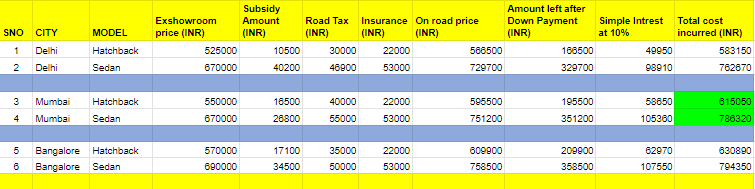 SNO CITY MODEL Exshowroom price (INR) Subsidy Amount (INR) Road Tax (INR) Insurance (INR) On road price (INR) Amount left after Down Payment (INR) Simple Intrest at 10% Total cost incurred (INR)
1 Delhi Hatchback 525000 10500 30000 22000 566500 166500 49950 583150
2 Delhi Sedan 670000 40200 46900 53000 729700 329700 98910 762670
3 Mumbai Hatchback 550000 16500 40000 22000 595500 195500 58650 615050
4 Mumbai Sedan 670000 26800 55000 53000 751200 351200 105360 786320
5 Bangalore Hatchback 570000 17100 35000 22000 609900 209900 62970 630890
6 Bangalore Sedan 690000 34500 50000 53000 758500 358500 107550 794350